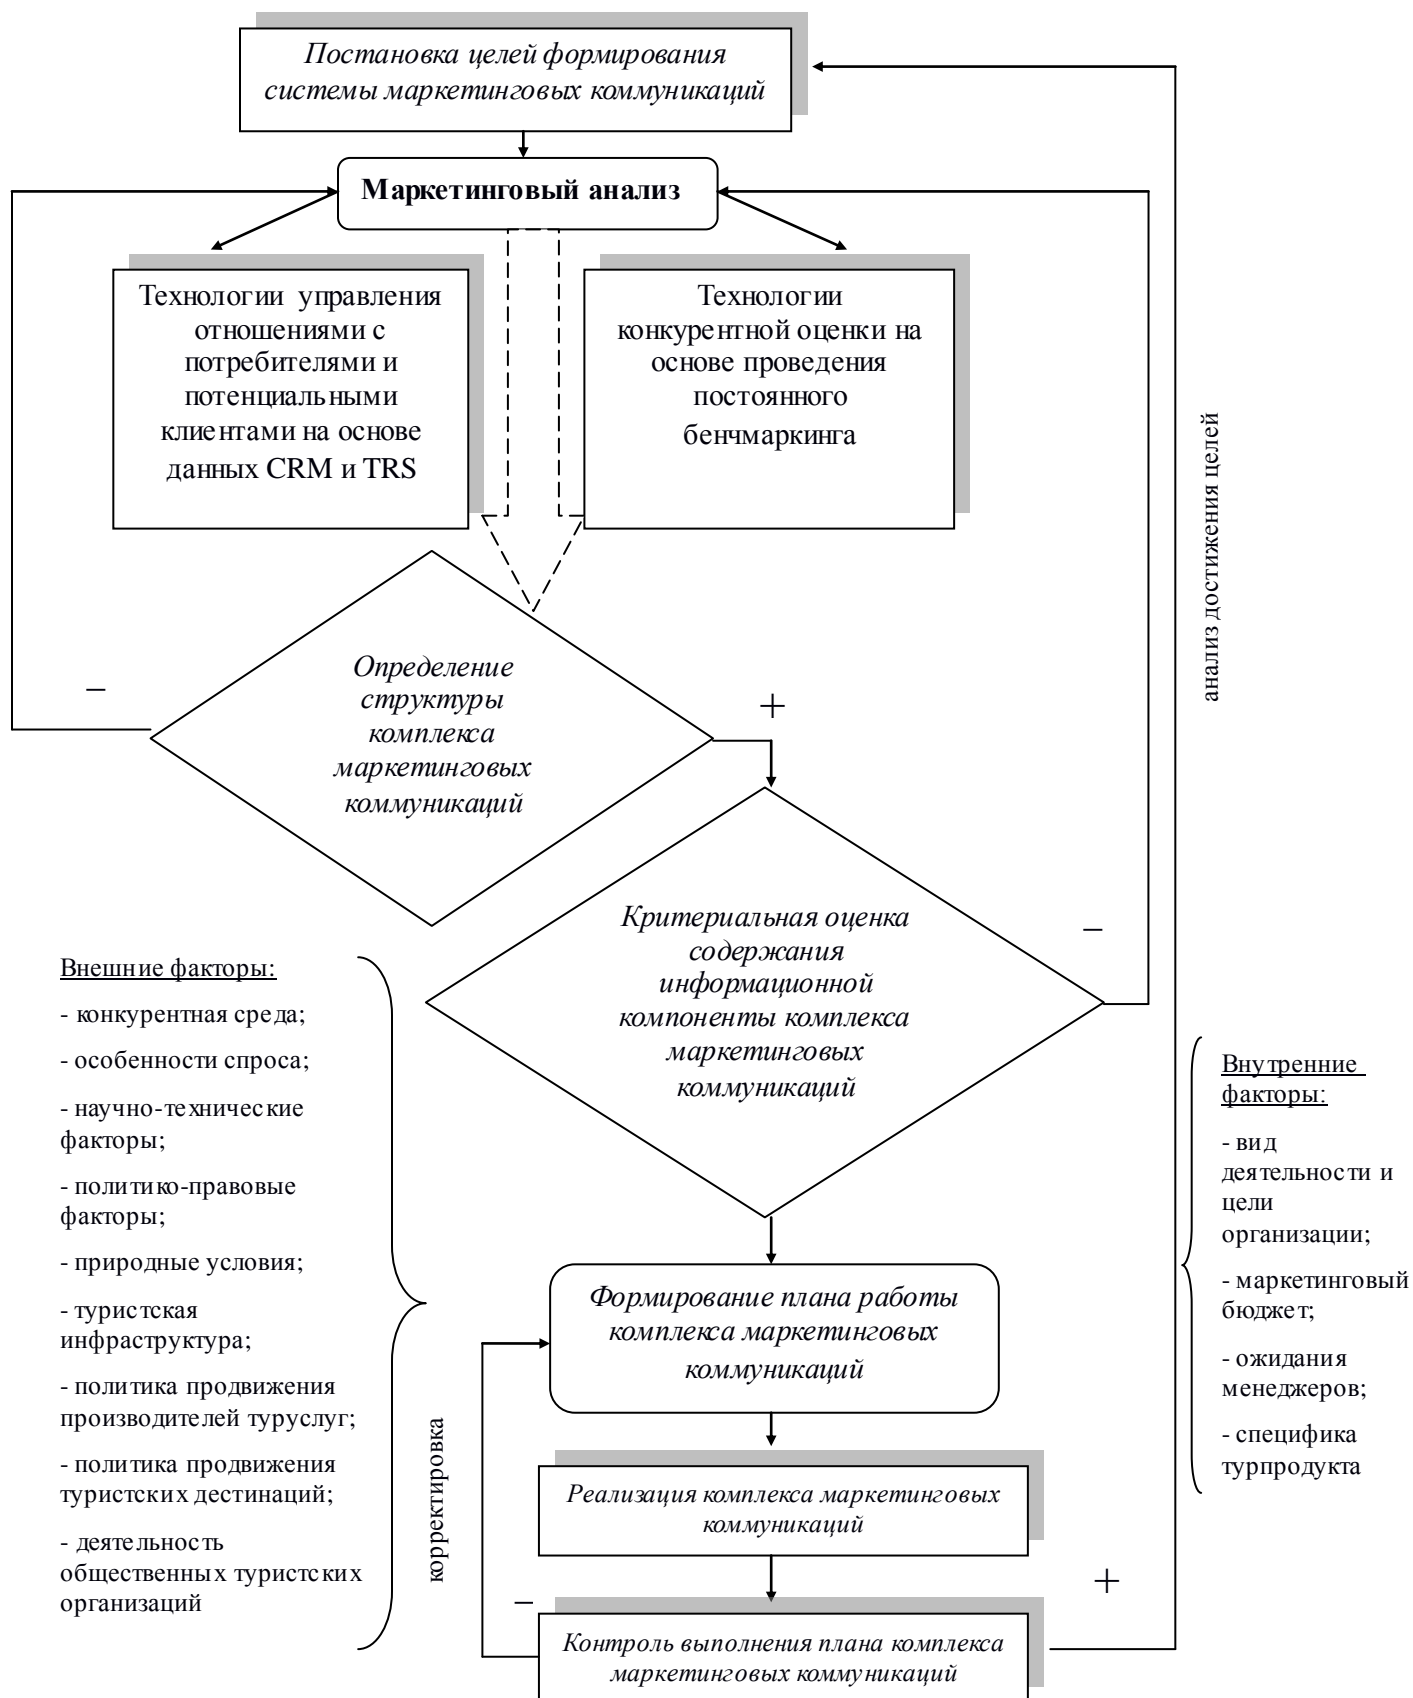 Постановка целей формирования
системы маркетинговых коммуникаций
Маркетинговый анализ
Технологии управления
отношениями с
потребителями и
потенциальными
клиентами на основе
данных CRM и TRS
Технологии
конкурентной оценки на
основе проведения
постоянного
бенчмаркинга
анализ достижения целей
Определение
структуры
комплекса
маркетинговых
коммуникаций
–
+
Критериальная оценка
содержания
информационной
компоненты комплекса
маркетинговых
коммуникаций
–
Внешние факторы:
- конкурентная среда;
- особенности спроса;
- научно-технические
факторы;
- политико-правовые
факторы;
- природные условия;
- туристская
инфраструктура;
- политика продвижения
производителей туруслуг;
- политика продвижения
туристских дестинаций;
- деятельность
общественных туристских
организаций
Внутренние
факторы:
- вид
деятельности и
цели
организации;
- маркетинговый
бюджет;
- ожидания
менеджеров;
- специфика
турпродукта
Формирование плана работы
комплекса маркетинговых
коммуникаций
корректировка
Реализация комплекса маркетинговых
коммуникаций
–
+
Контроль выполнения плана комплекса
маркетинговых коммуникаций